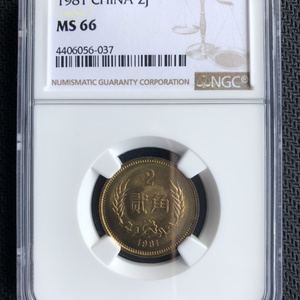 1981 CHINA 2J
MS 66
4406056-037
NUMISMATIC GUARANTY CORPORATION
NGC®
2
贰角
1981